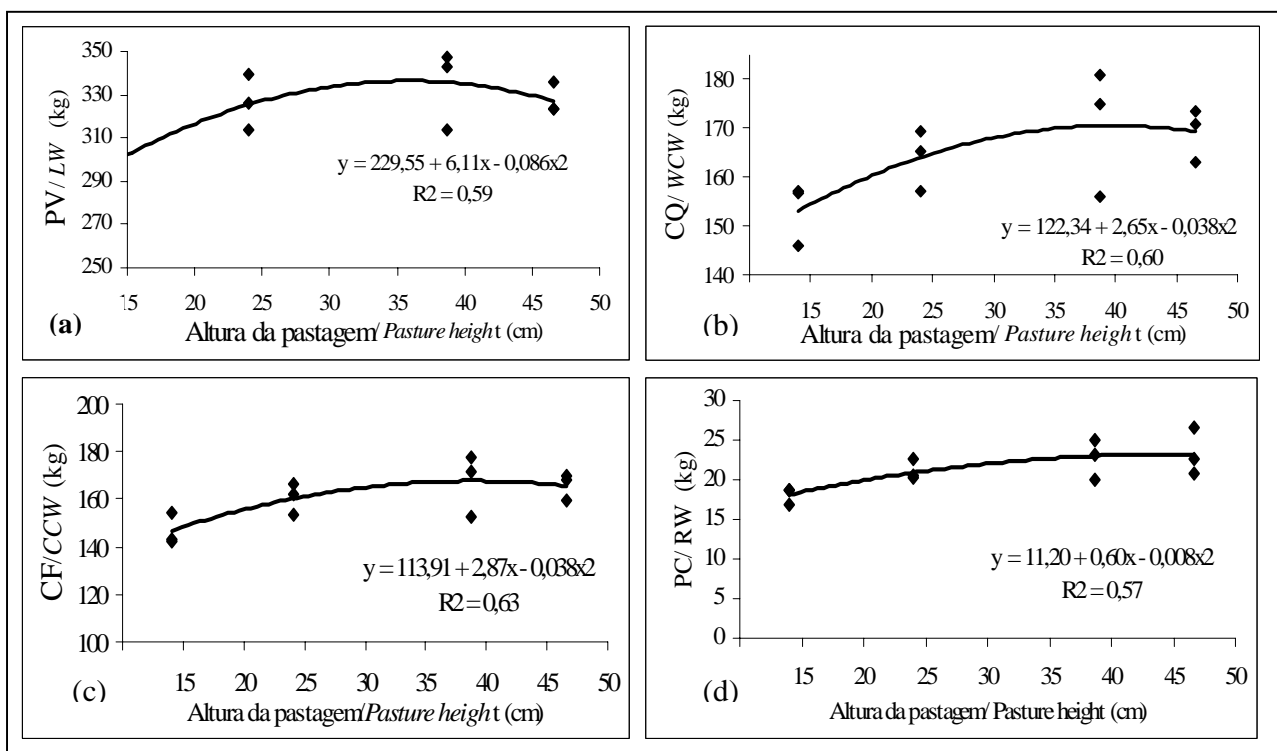 350
330
310
290
270
250
PV/ LW (kg)
y = 229,55 + 6,11x - 0,086x2
R2 = 0,59
15 20 25 30 35 40 45 50
(a)
Altura da pastagem/ Pasture height (cm)
180
170
160
150
140
CQ/ WCW (kg)
y = 122,34 + 2,65x - 0,038x2
R2 = 0,60
15 20 25 30 35 40 45 50
(b)
Altura da pastagem/ Pasture height (cm)
200
180
160
140
120
100
CF/CCW (kg)
y = 113,91 + 2,87x - 0,038x2
R2 = 0,63
15 20 25 30 35 40 45 50
(c)
Altura da pastagem/Pasture height (cm)
30
25
20
15
10
5
0
PC/ RW (kg)
y = 11,20 + 0,60x - 0,008x2
R2 = 0,57
15 20 25 30 35 40 45 50
(d)
Altura da pastagem/ Pasture height (cm)